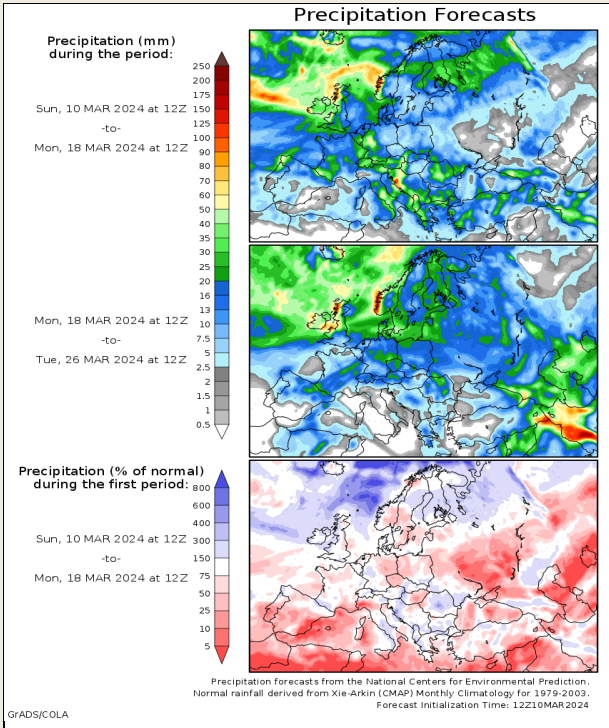 Precipitation Forecasts
Precipitation (mm)
during the period:
Sun, 10 MAR 2024 at 12Z
-to-
Mon, 18 MAR 2024 at 12Z
250
200
175
150
125
100
90
80
70
60
50
40
35
30
25
20
16
13
10
7.5
5
2.5
2
1.5
1
0.5
Mon, 18 MAR 2024 at 12Z
-to-
Tue, 26 MAR 2024 at 12Z
Precipitation (% of normal)
during the first period:
Sun, 10 MAR 2024 at 12Z
-to-
Mon, 18 MAR 2024 at 12Z
800
600
400
300
150
75
50
25
10
5
Precipitation forecasts from the National Centers for Environmental Prediction.
Normal rainfall derived from Xie-Arkin (CMAP) Monthly Climatology for 1979-2003.
Forecast Initialization Time: 12Z10MAR2024
GrADS/COLA